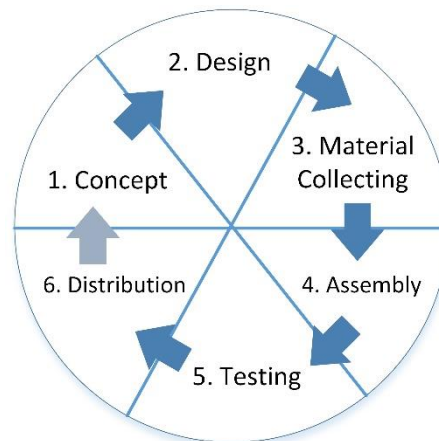 1. Concept
2. Design
3. Material
Collecting
4. Assembly
5. Testing
6. Distribution